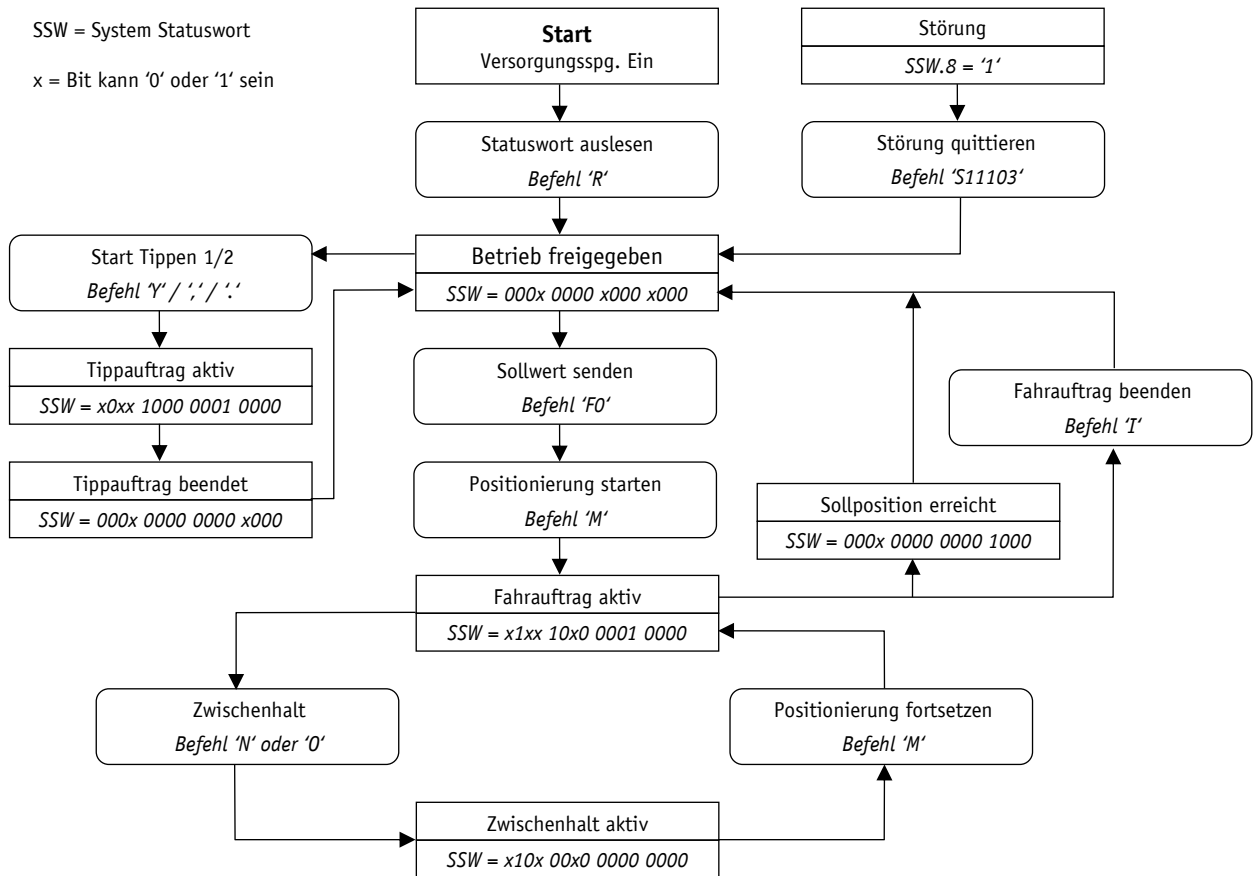 SSW = System Statuswort
x = Bit kann ‘0‘ oder ‘1‘ sein
Start
Versorgungsspg. Ein
Störung
SSW.8 = ‘1‘
Statuswort auslesen
Befehl ‘R‘
Störung quittieren
Befehl ‘S11103‘
Start Tippen 1/2
Befehl ‘Y‘ / ‘,‘ / ‘.‘
Betrieb freigegeben
SSW = 000x 0000 x000 x000
Tippauftrag aktiv
SSW = x0xx 1000 0001 0000
Sollwert senden
Befehl ‘F0‘
Fahrauftrag beenden
Befehl ‘I‘
Tippauftrag beendet
SSW = 000x 0000 0000 x000
Positionierung starten
Befehl ‘M‘
Sollposition erreicht
SSW = 000x 0000 0000 1000
Fahrauftrag aktiv
SSW = x1xx 10x0 0001 0000
Zwischenhalt
Befehl ‘N‘ oder ‘O‘
Positionierung fortsetzen
Befehl ‘M‘
Zwischenhalt aktiv
SSW = x10x 00x0 0000 0000